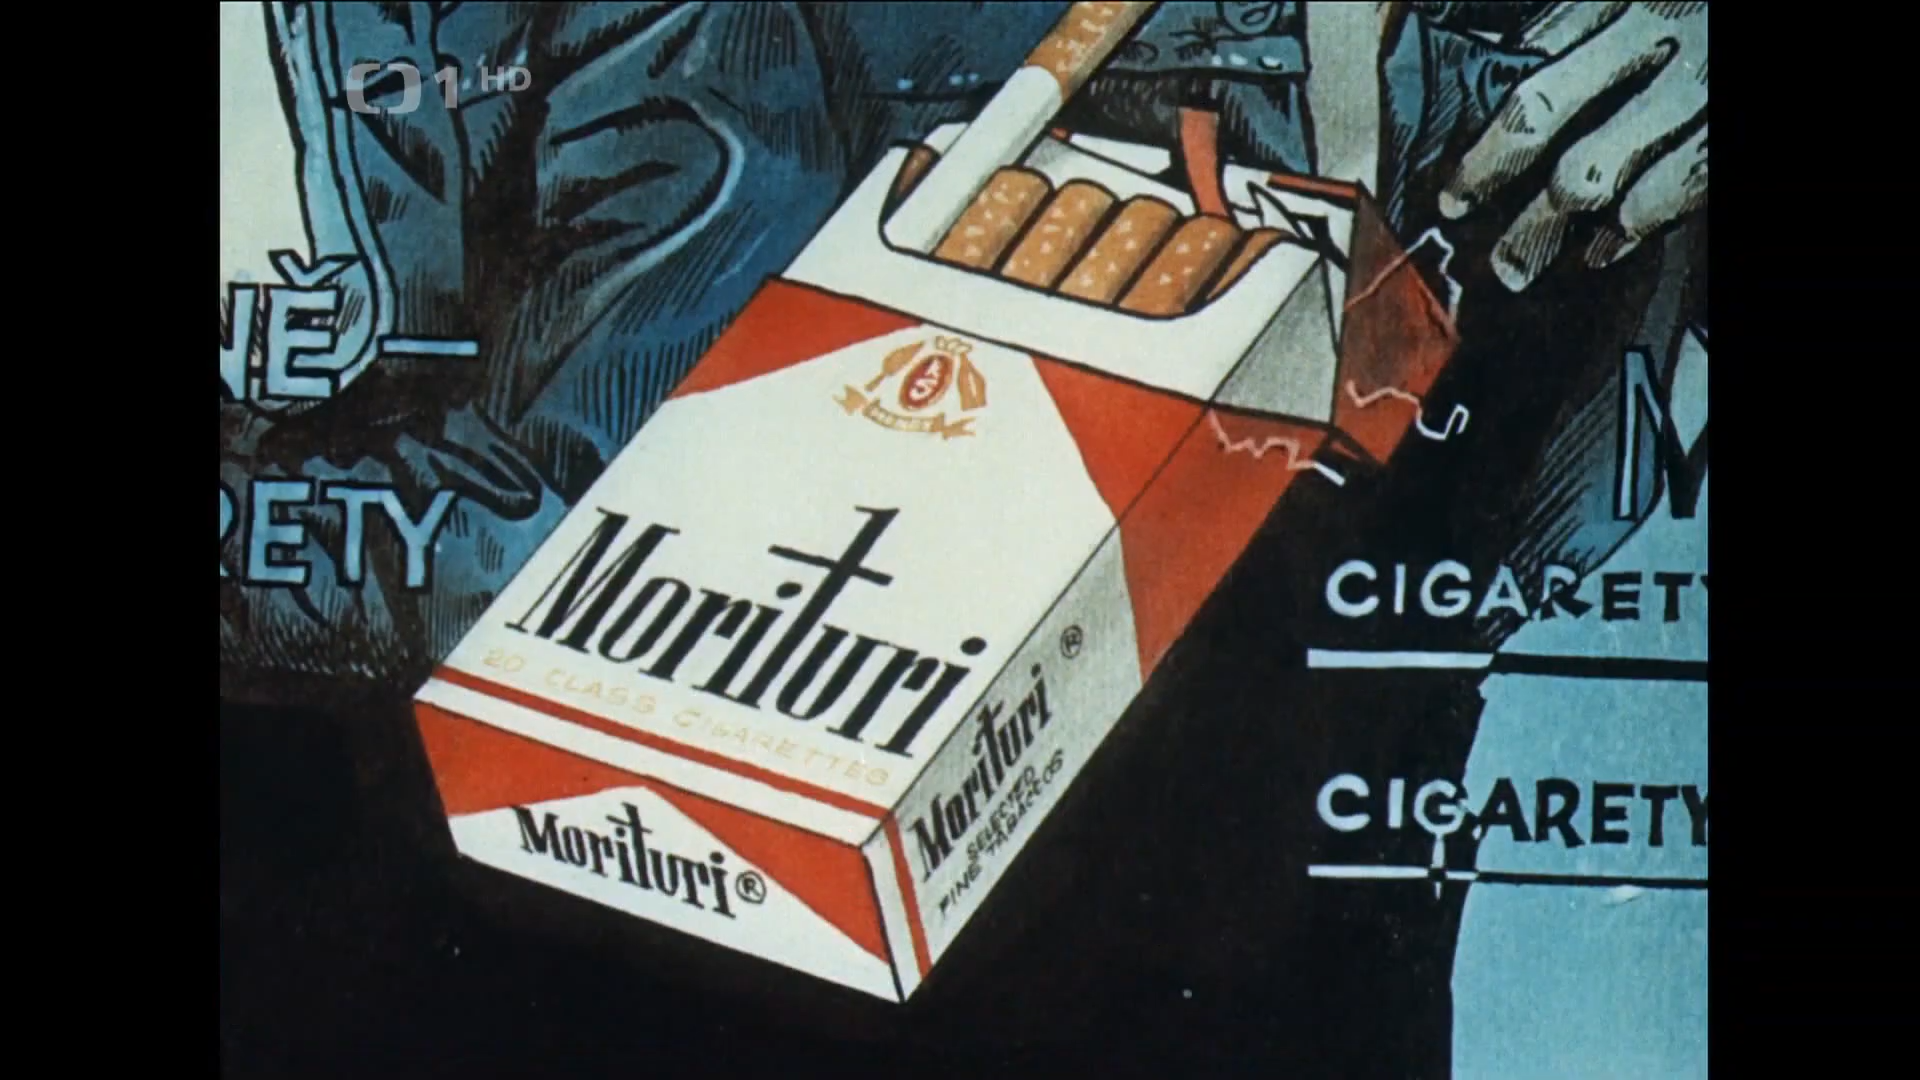 1 HD
NĚ—
RETY
Morituri
20 CLASS CIGARETTES
Morituri ®
Morituri ®
FINE SELECTED
TABACCOS
CIGARETY
CIGARETY